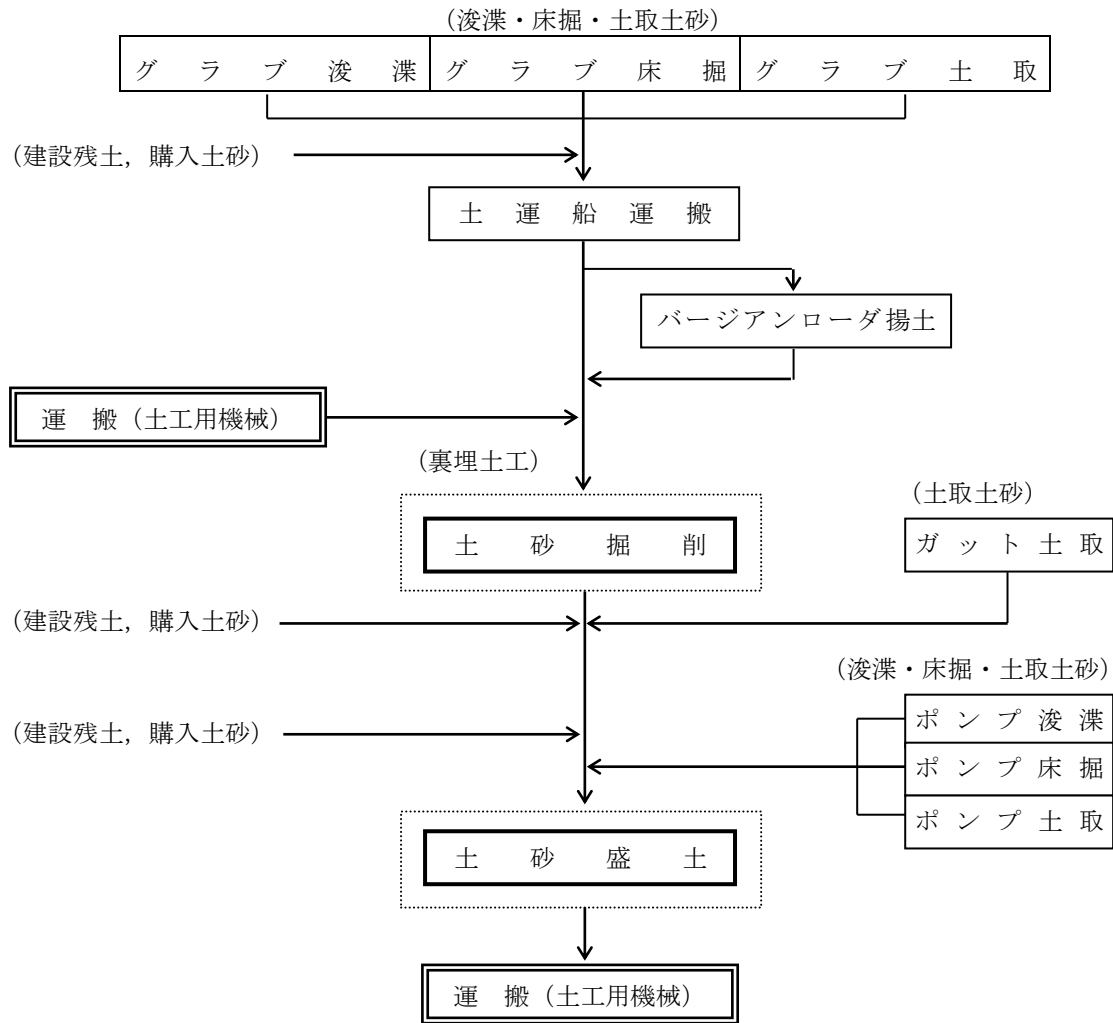 (浚渫・床掘・土取土砂)
グラブ浚渫 グラブ床掘 グラブ土取
(建設残土，購入土砂)
土運船運搬
バージアンローダ揚土
運 搬（土工用機械）
(裏埋土工)
(土取土砂)
土砂掘削
ガット土取
(建設残土，購入土砂)
(浚渫・床掘・土取土砂)
ポンプ浚渫
(建設残土，購入土砂)
ポンプ床掘
ポンプ土取
土砂盛土
運 搬（土工用機械）